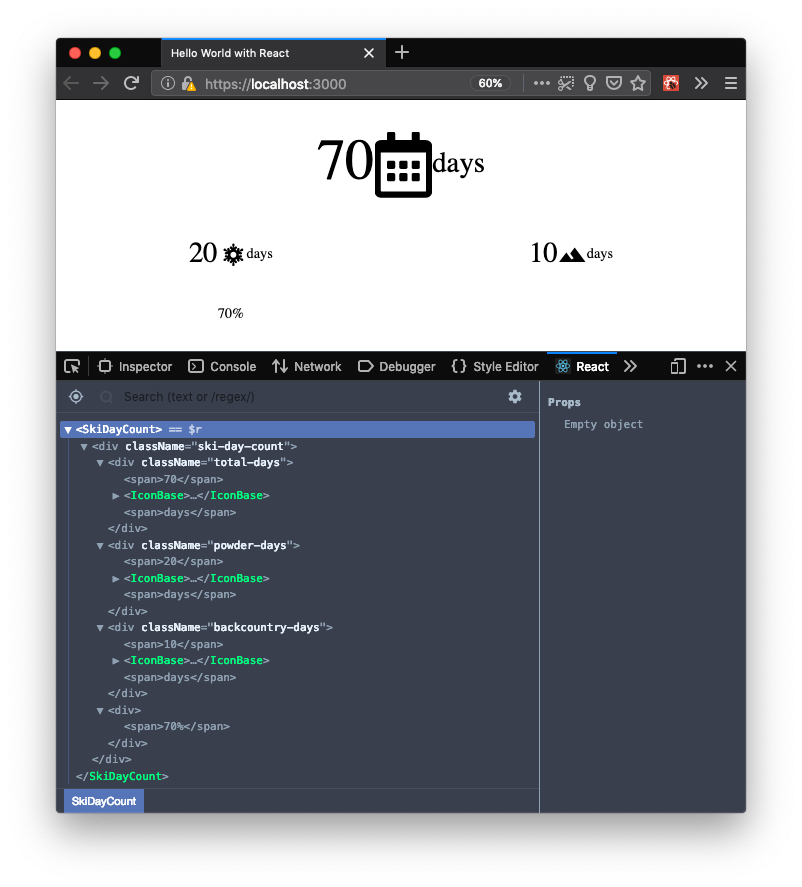 Hello World with React
https://localhost:3000 60%
70 days
20 days 10 days
70%
Inspector Console Network Debugger Style Editor React
Search (text or /regex/)
Props
Empty object
<SkiDayCount> == $r
<div className="ski-day-count">
<div className="total-days">
<span>70</span>
<IconBase>…</IconBase>
<span>days</span>
</div>
<div className="powder-days">
<span>20</span>
<IconBase>…</IconBase>
<span>days</span>
</div>
<div className="backcountry-days">
<span>10</span>
<IconBase>…</IconBase>
<span>days</span>
</div>
<div>
<span>70%</span>
</div>
</div>
</SkiDayCount>
SkiDayCount